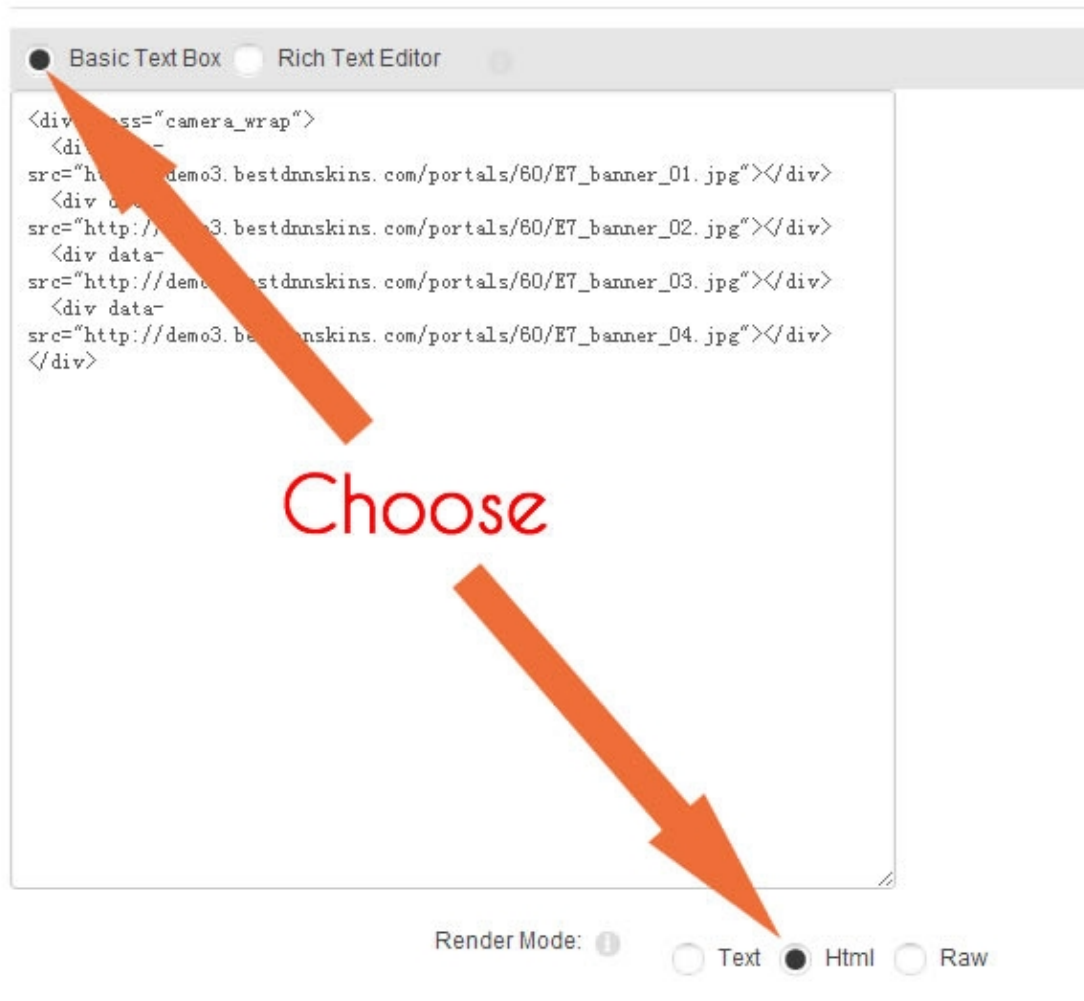 Basic Text Box Rich Text Editor
<div ss="camera_wrap">
<di -
src="h demo3.bestdnnskins.com/portals/60/E7_banner_01.jpg"></div>
<div d
src="http:/ 3.bestdnnskins.com/portals/60/E7_banner_02.jpg"></div>
<div data-
src="http://demo stdnnskins.com/portals/60/E7_banner_03.jpg"></div>
<div data-
src="http://demo3.be nskins.com/portals/60/E7_banner_04.jpg"></div>
</div>
Choose
Render Mode: Text Html Raw